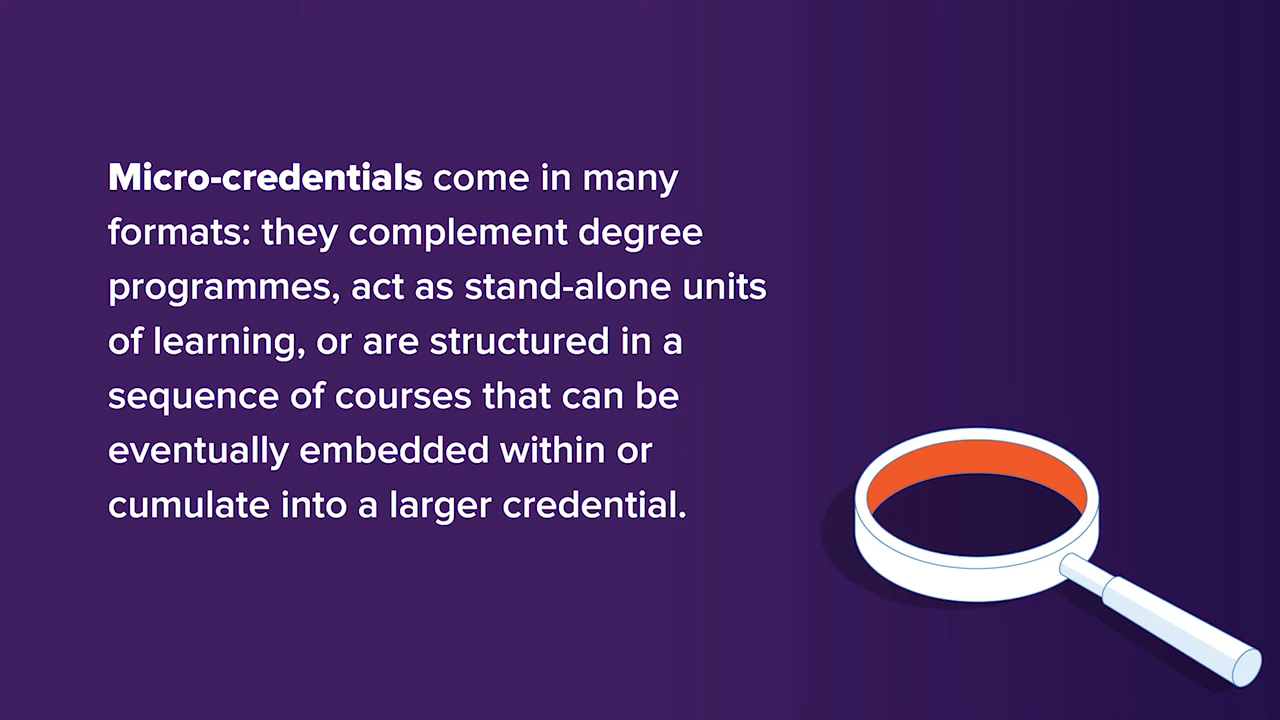 Micro-credentials come in many
formats: they complement degree
programmes, act as stand-alone units
of learning, or are structured in a
sequence of courses that can be
eventually embedded within or
cumulate into a larger credential.